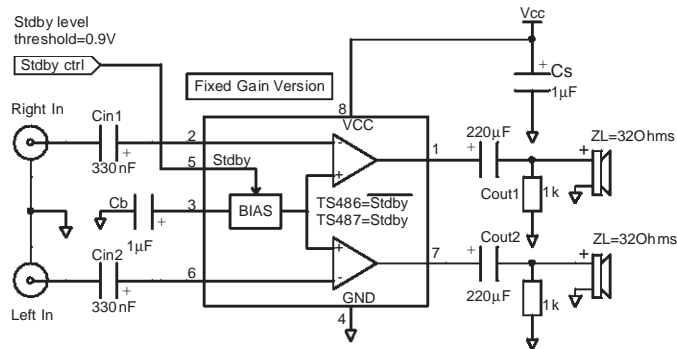 Stdby level
threshold=0.9V
Stdby ctrl
Vcc
Fixed Gain Version
+
Cs
1µF
8
VCC
Right In
Cin1
+
330nF
2
-
+
1
220µF
+
ZL=32Ohms
+
5
Stdby
Cout1
1k
Cb
3
BIAS
TS486=Stdby
TS487=Stdby
1µF
+
Cin2
+
330nF
6
+
-
7
Cout2
+
220µF
ZL=32Ohms
+
1k
Left In
GND
4